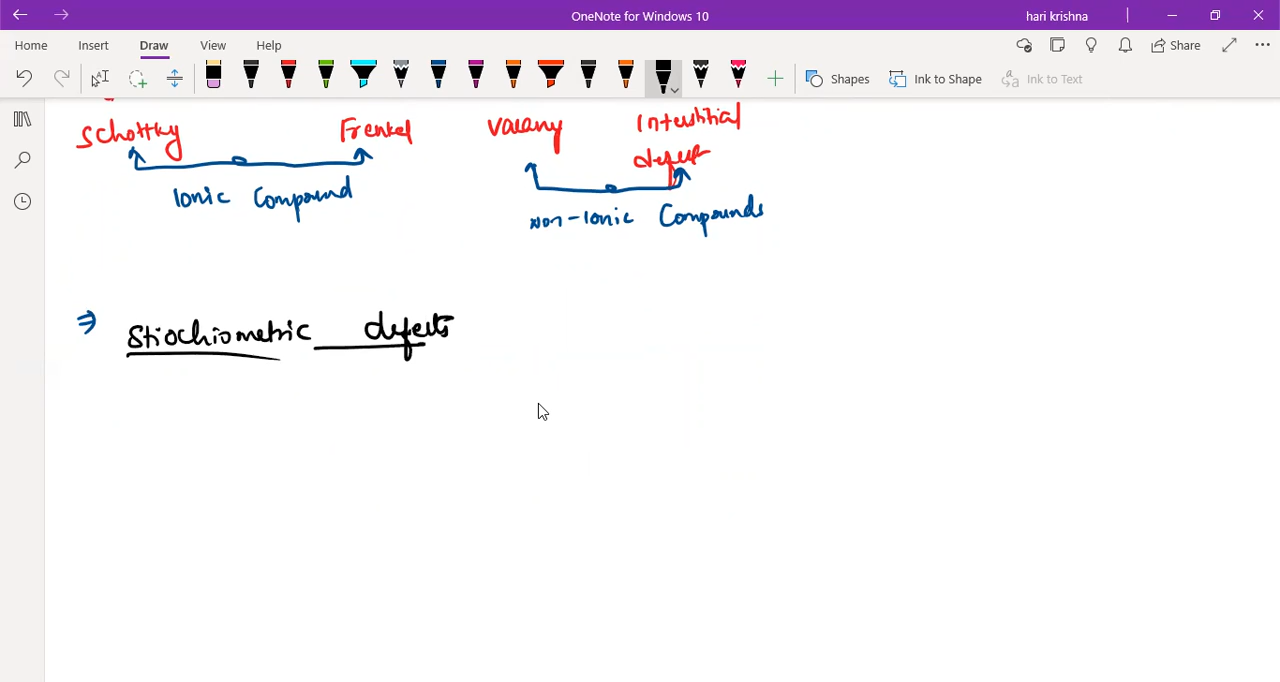 OneNote for Windows 10
hari krishna
Home Insert Draw View Help
Share
Shapes Ink to Shape Ink to Text
Schottky Frenkel Vacany Interstitial
defect
Ionic Compound
Non-Ionic Compounds
⇒ Stiochiometric defects